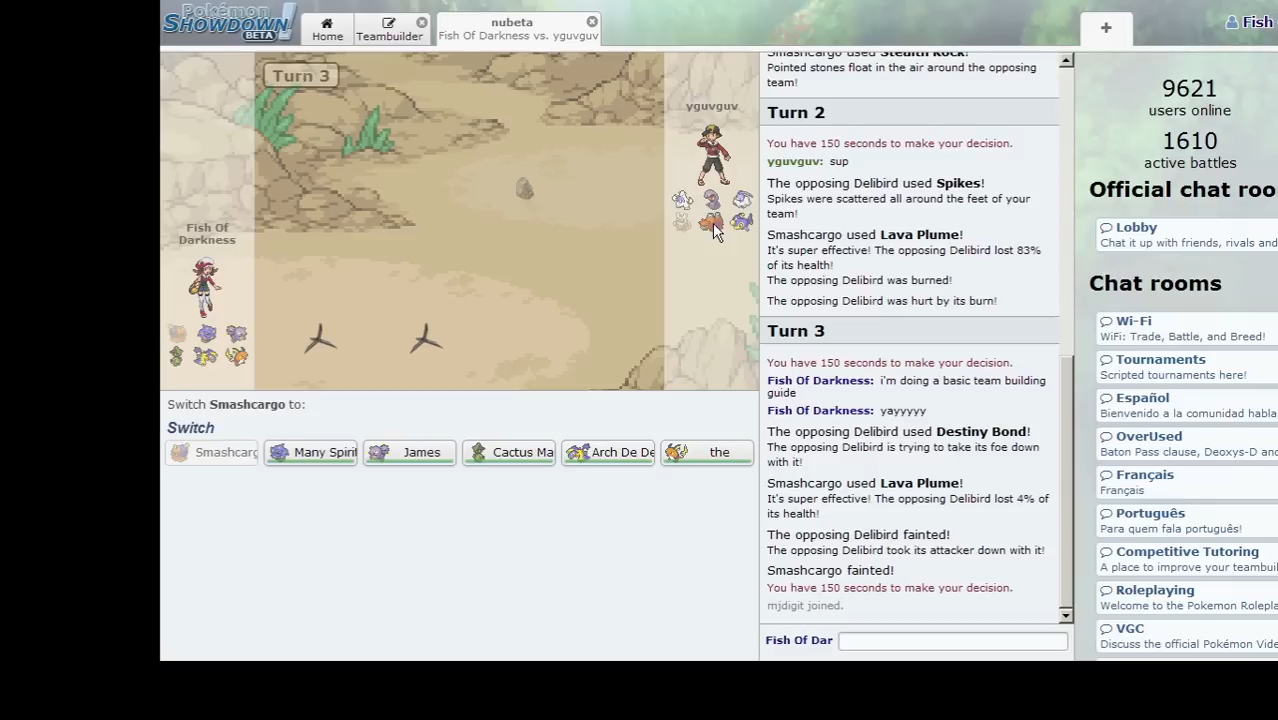 Pokémon
SHOWDOWN!
BETA
Home
Teambuilder
nubeta
Fish Of Darkness vs. yguvguv
+
Fish
Turn 3
yguvguv
Fish Of
Darkness
Switch Smashcargo to:
Switch
Smashcarg
Many Spirit
James
Cactus Ma
Arch De De
the
Smashcargo used Stealth Rock!
Pointed stones float in the air around the opposing
team!
Turn 2
You have 150 seconds to make your decision.
yguvguv: sup
The opposing Delibird used Spikes!
Spikes were scattered all around the feet of your
team!
Smashcargo used Lava Plume!
It's super effective! The opposing Delibird lost 83%
of its health!
The opposing Delibird was burned!
The opposing Delibird was hurt by its burn!
Turn 3
You have 150 seconds to make your decision.
Fish Of Darkness: i'm doing a basic team building
guide
Fish Of Darkness: yayyyyy
The opposing Delibird used Destiny Bond!
The opposing Delibird is trying to take its foe down
with it!
Smashcargo used Lava Plume!
It's super effective! The opposing Delibird lost 4% of
its health!
The opposing Delibird fainted!
The opposing Delibird took its attacker down with it!
Smashcargo fainted!
You have 150 seconds to make your decision.
mjdigit joined.
Fish Of Dar
9621
users online
1610
active battles
Official chat roo
Lobby
Chat it up with friends, rivals and
Chat rooms
Wi-Fi
WiFi: Trade, Battle, and Breed!
Tournaments
Scripted tournaments here!
Español
Bienvenido a la comunidad habla
OverUsed
Baton Pass clause, Deoxys-D and
Français
Français
Português
Para quem fala português!
Competitive Tutoring
A place to improve your teambuil
Roleplaying
Welcome to the Pokemon Rolepla
VGC
Discuss the official Pokémon Vide